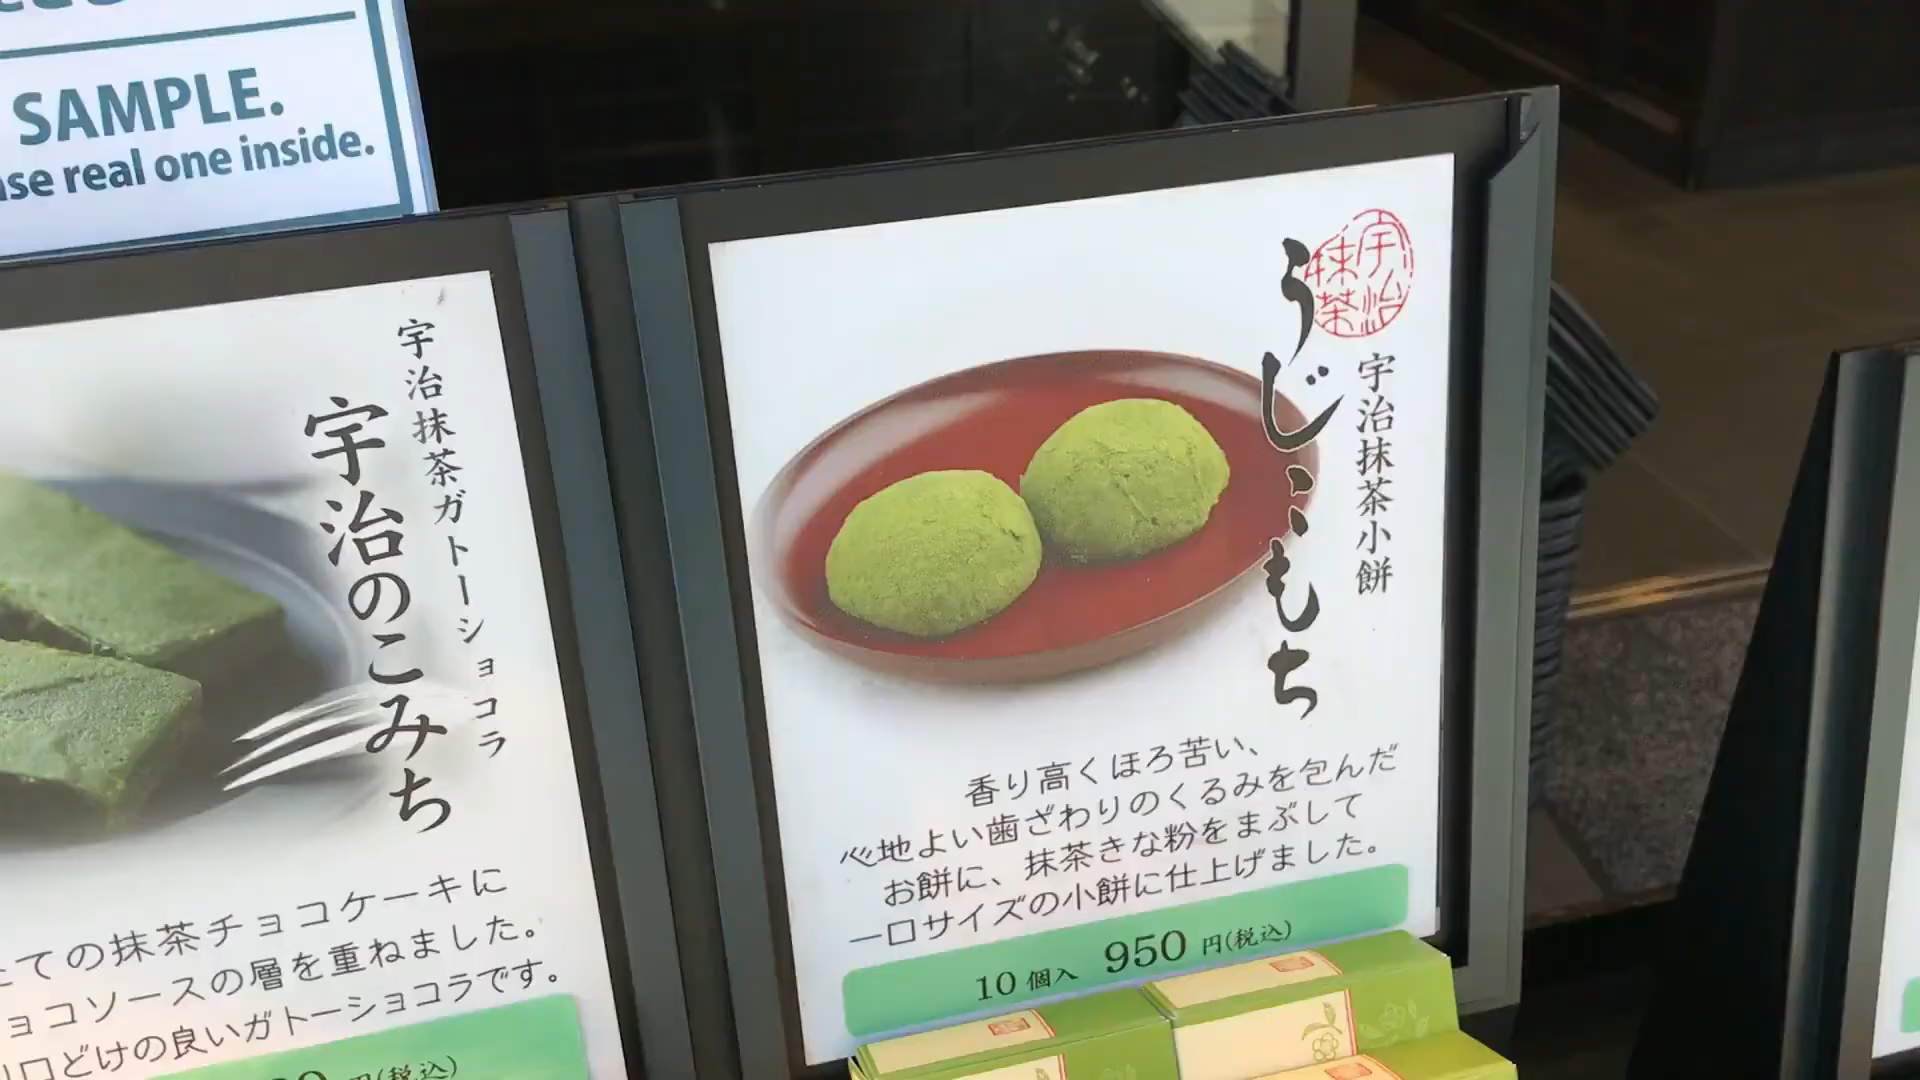 SAMPLE.
real one inside.
宇治抹茶ガトーショコラ
宇治のこみち
ての抹茶チョコケーキに
ョコソースの層を重ねました。
口どけの良いガトーショコラです。
円(税込)
宇治
抹茶
宇治抹茶小餅
うじ、、もち
香り高くほろ苦い、
心地よい歯ざわりのくるみを包んだ
お餅に、抹茶きな粉をまぶして
一口サイズの小餅に仕上げました。
10個入 950円(税込)